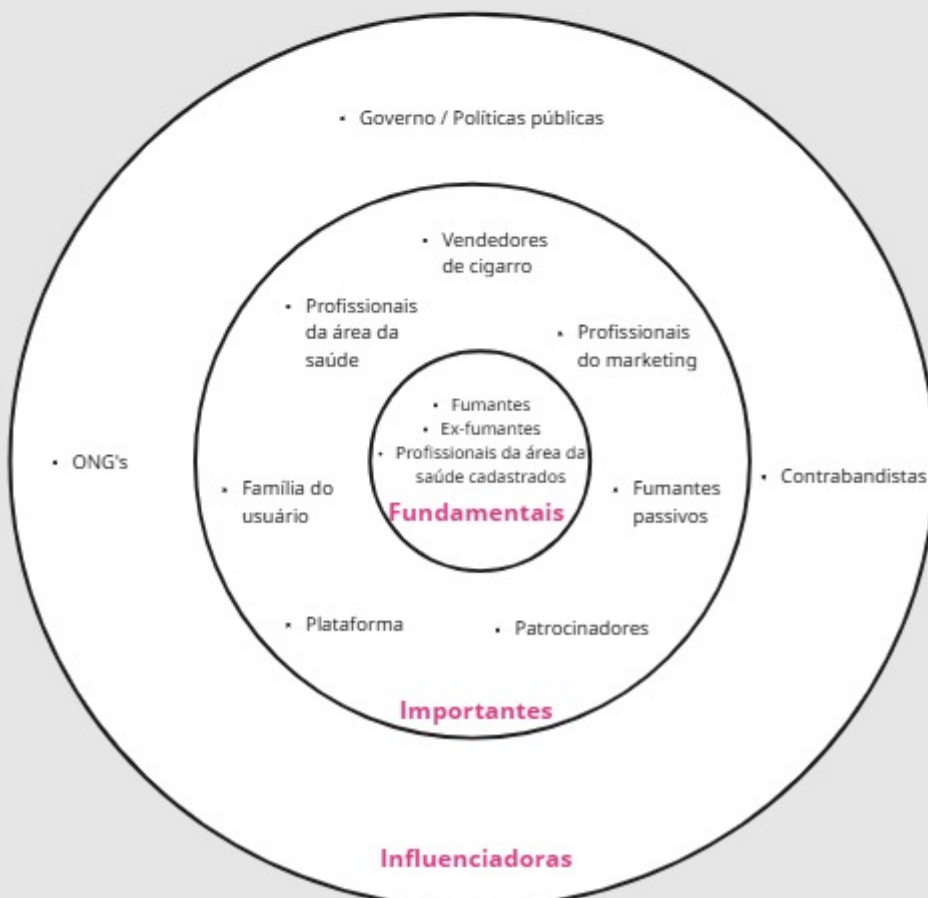 • Governo / Políticas públicas
• Vendedores
de cigarro
• Profissionais
da área da
saúde
• Profissionais
do marketing
• Fumantes
• Ex-fumantes
• Profissionais da área da
saúde cadastrados
Fundamentais
• ONG's
• Contrabandistas
• Família do
usuário
• Fumantes
passivos
• Plataforma
• Patrocinadores
Importantes
Influenciadoras